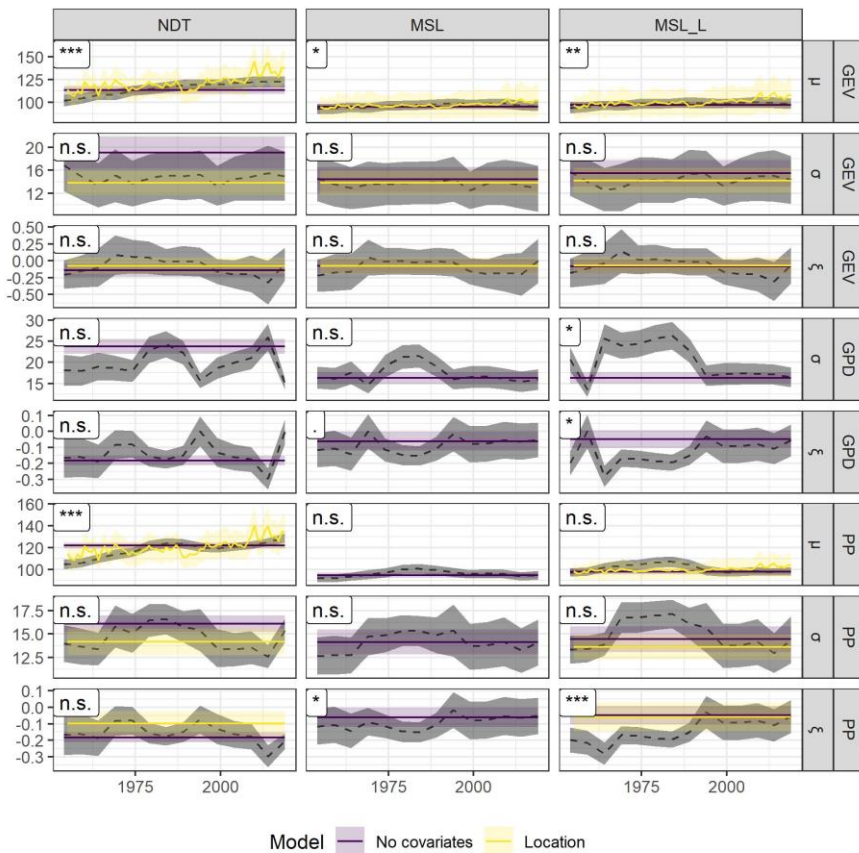 NDT MSL MSL_L
*** * **
150
125
100
μ GEV
n.s. n.s. n.s.
20
16
12
σ GEV
n.s. n.s. n.s.
0.50
0.25
0.00
-0.25
-0.50
ξ GEV
n.s. n.s. *
30
25
20
15
σ GPD
n.s. . *
0.1
0.0
-0.1
-0.2
-0.3
ξ GPD
*** n.s. n.s.
160
140
120
100
μ PP
n.s. n.s. n.s.
17.5
15.0
12.5
σ PP
n.s. * ***
0.1
0.0
-0.1
-0.2
-0.3
ξ PP
1975 2000 1975 2000 1975 2000
Model No covariates Location